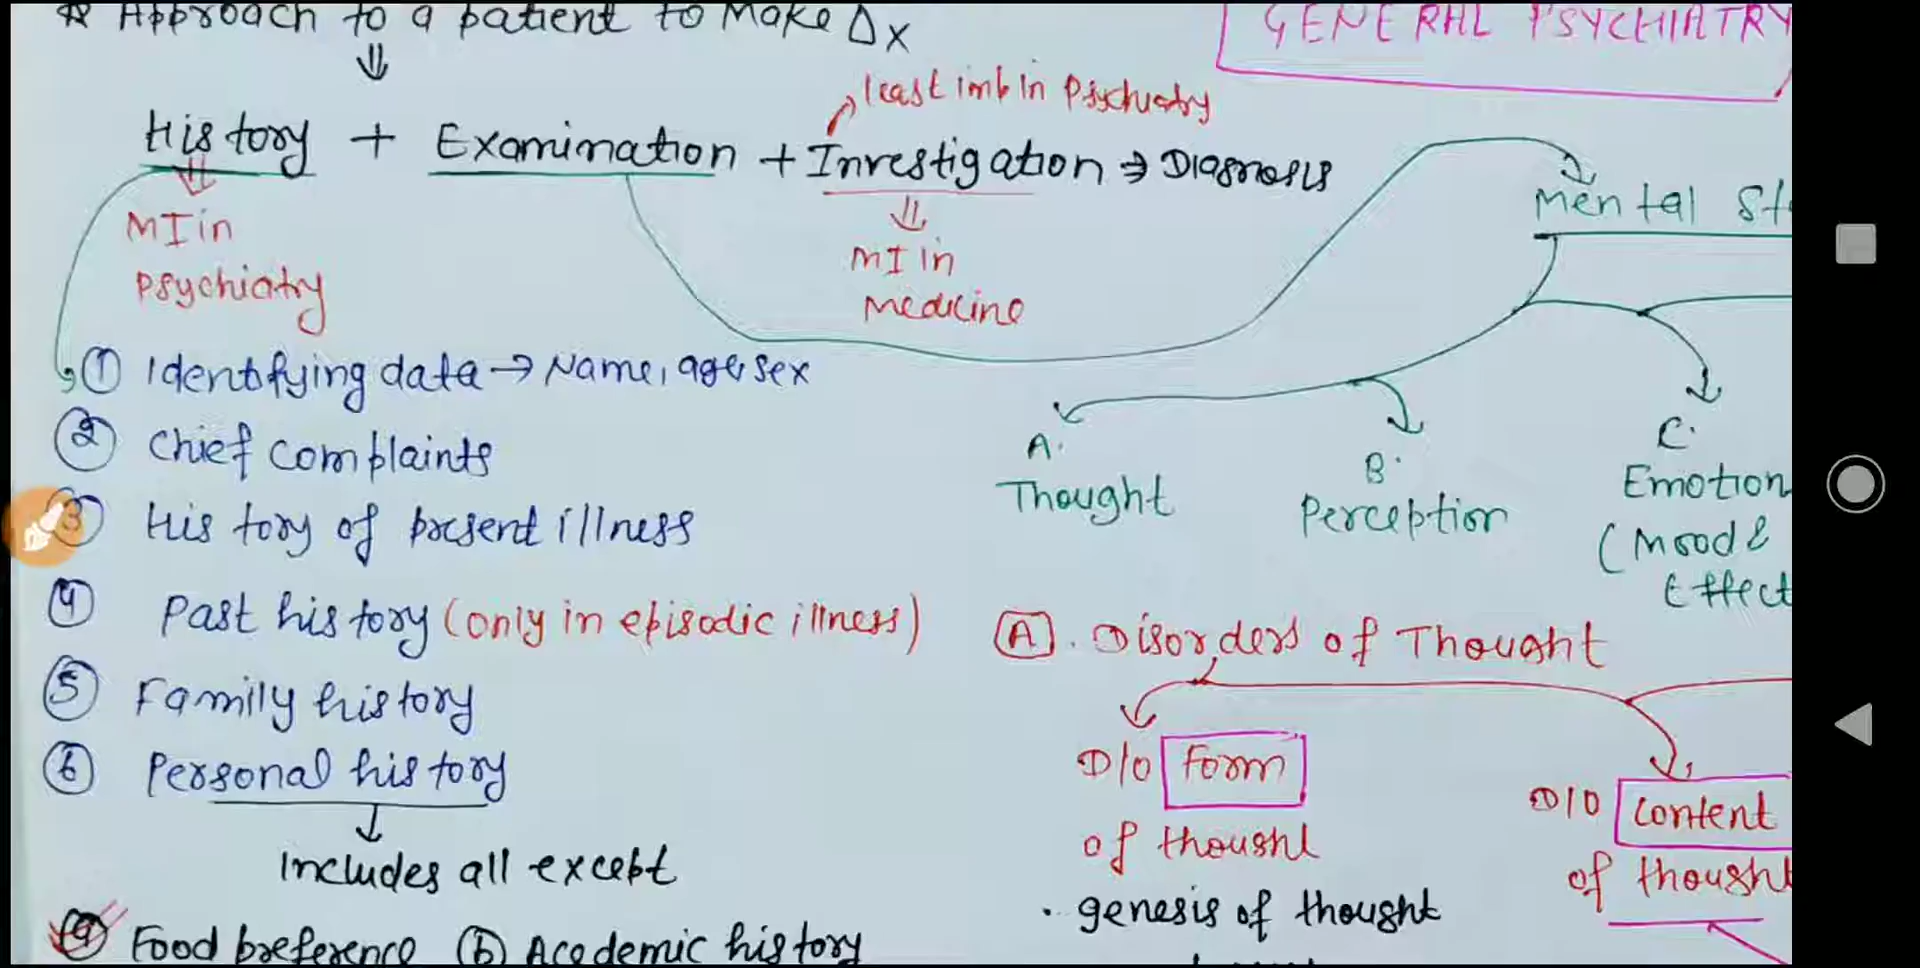 * Approach to a patient to Make Δx
GENERAL PSYCHIATRY
⇓
least imp in Psychiatry
History + Examination + Investigation ⇒ Diagnosis
MI in
psychiatry
MI in
Medicine
Mental St
① Identifying data → Name, age, sex
② Chief complaints
③ History of present illness
④ Past history (only in episodic illness)
⑤ Family history
⑥ Personal history
↓
Includes all except
ⓐ Food preference ⓑ Academic history
A.
Thought
B.
Perception
C.
Emotion
(Mood &
Effect
Ⓐ. Disorders of Thought
D/O Form
of thought
· genesis of thought
D/O Content
of thought